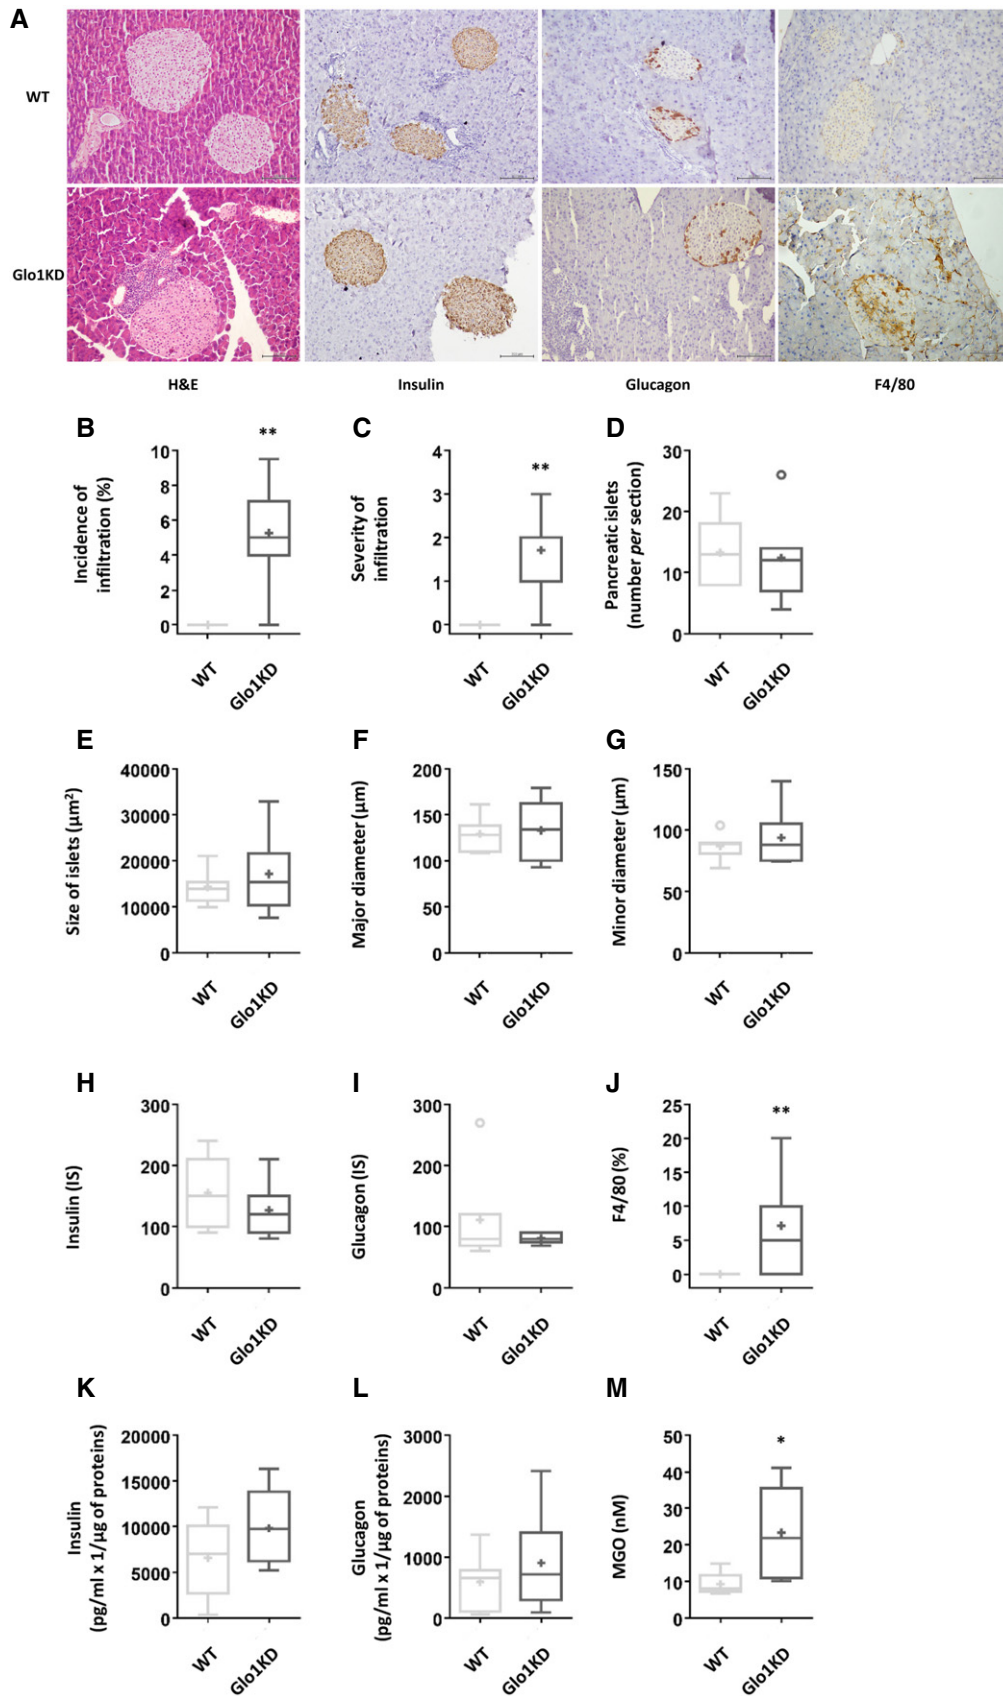 A
WT
Glo1KD
H&E Insulin Glucagon F4/80
B
Incidence of
infiltration (%)
10
8
6
4
2
0
**
WT Glo1KD
C
Severity of
infiltration
4
3
2
1
0
**
WT Glo1KD
D
Pancreatic islets
(number per section)
30
20
10
0
WT Glo1KD
E
Size of islets (µm²)
40000
30000
20000
10000
0
WT Glo1KD
F
Major diameter (µm)
200
150
100
50
0
WT Glo1KD
G
Minor diameter (µm)
150
100
50
0
WT Glo1KD
H
Insulin (IS)
300
200
100
0
WT Glo1KD
I
Glucagon (IS)
300
200
100
0
WT Glo1KD
J
F4/80 (%)
25
20
15
10
5
0
**
WT Glo1KD
K
Insulin
(pg/ml x 1/µg of proteins)
20000
15000
10000
5000
0
WT Glo1KD
L
Glucagon
(pg/ml x 1/µg of proteins)
3000
2000
1000
0
WT Glo1KD
M
MGO (nM)
50
40
30
20
10
0
*
WT Glo1KD